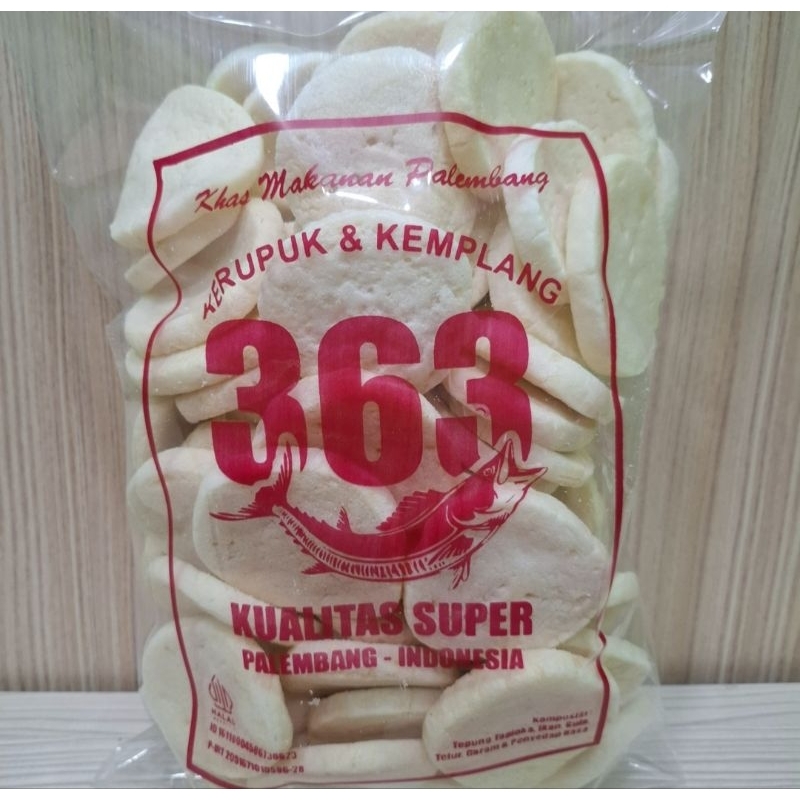 Khas Makanan Palembang
KERUPUK & KEMPLANG
363
KUALITAS SUPER
PALEMBANG - INDONESIA
HALAL
Komposisi :
Tepung Tapioka, Ikan, Gula,
Telur, Garam & Penyedap Rasa